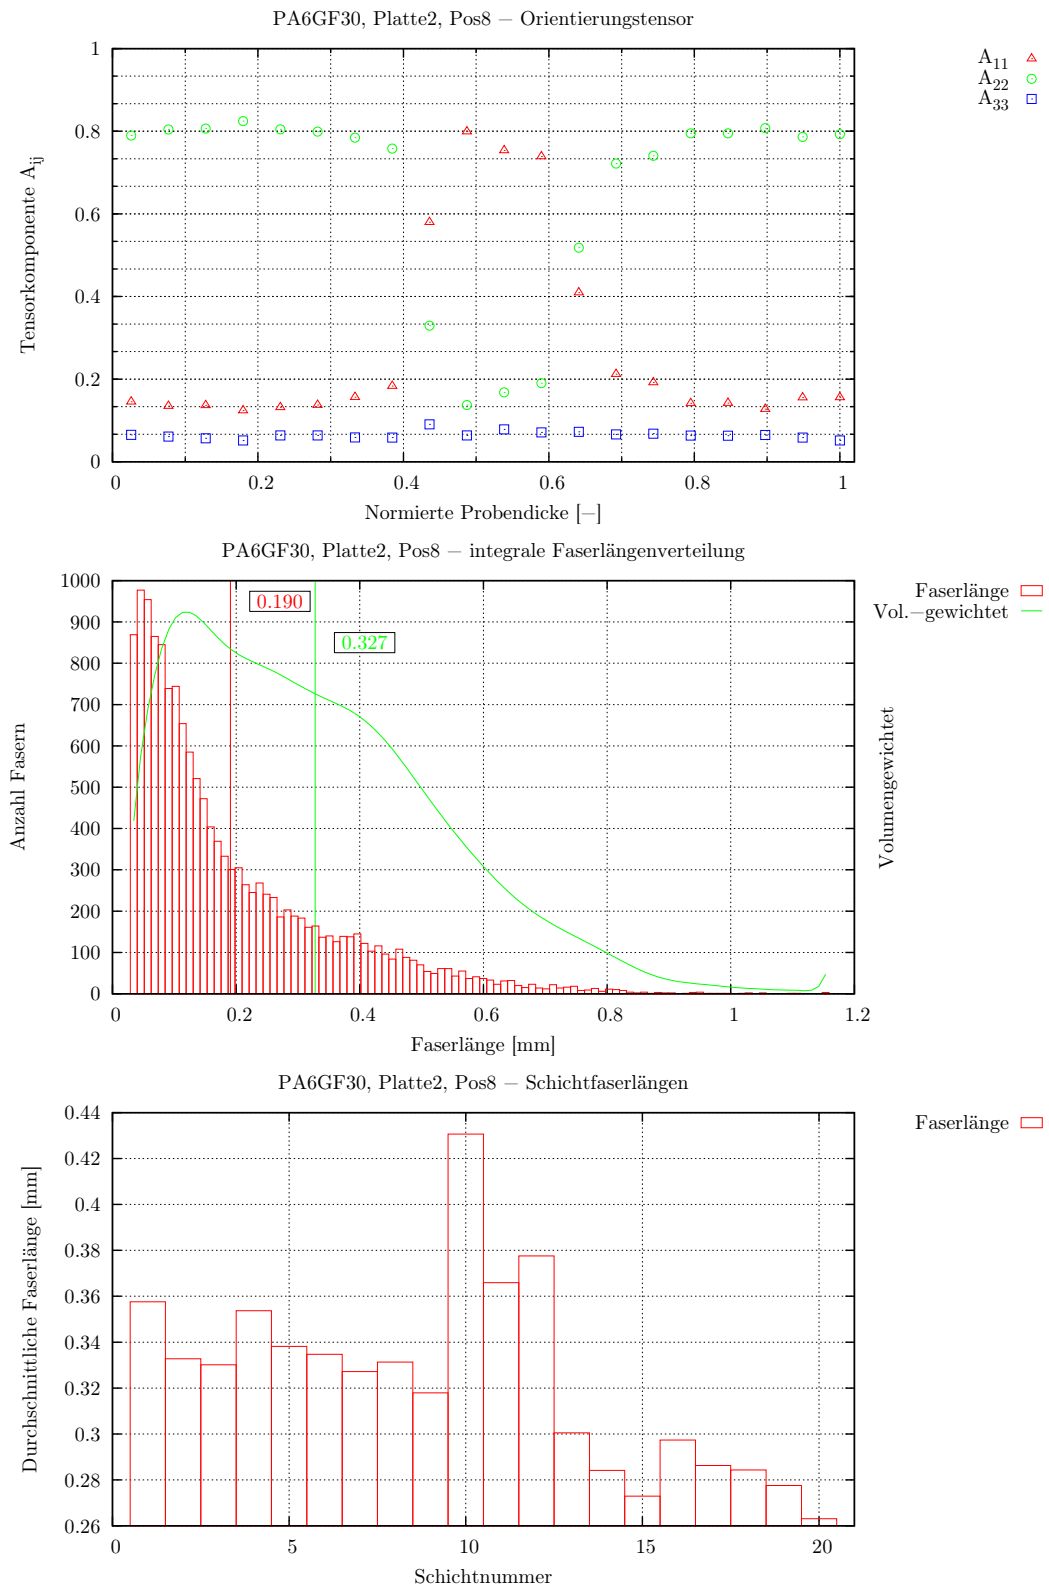 PA6GF30, Platte2, Pos8 − Orientierungstensor
A11
A22
A33
Tensorkomponente Aij
1
0.8
0.6
0.4
0.2
0
0 0.2 0.4 0.6 0.8 1
Normierte Probendicke [−]
PA6GF30, Platte2, Pos8 − integrale Faserlängenverteilung
Faserlänge
Vol.−gewichtet
0.190
0.327
Anzahl Fasern
Volumengewichtet
1000
900
800
700
600
500
400
300
200
100
0
0 0.2 0.4 0.6 0.8 1 1.2
Faserlänge [mm]
PA6GF30, Platte2, Pos8 − Schichtfaserlängen
Faserlänge
Durchschnittliche Faserlänge [mm]
0.44
0.42
0.4
0.38
0.36
0.34
0.32
0.3
0.28
0.26
0 5 10 15 20
Schichtnummer